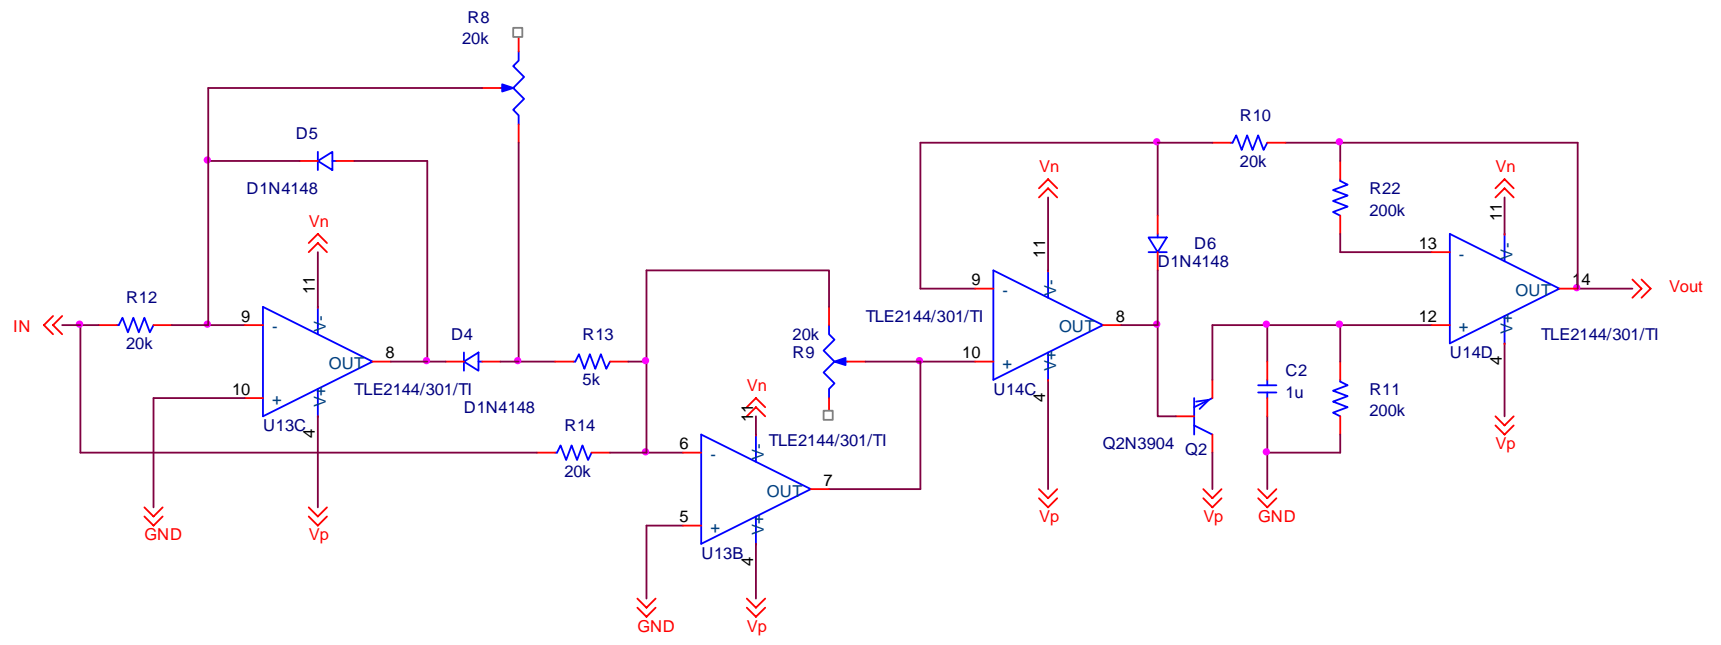 R8
20k
D5
D1N4148
Vn
11
R12
20k
IN
9
-
V-
OUT
8
10
+
V+
U13C
4
TLE2144/301/TI
GND
Vp
D4
D1N4148
R13
5k
R14
20k
20k
R9
Vn
11
TLE2144/301/TI
6
-
V-
OUT
7
5
+
V+
U13B
4
GND
Vp
Vn
11
9
-
V-
TLE2144/301/TI
OUT
8
10
+
V+
U14C
4
Vp
R10
20k
D6
D1N4148
Q2N3904
Q2
Vp
C2
1u
GND
R11
200k
R22
200k
Vn
11
13
-
V-
OUT
14
Vout
12
+
V+
U14D
4
TLE2144/301/TI
Vp